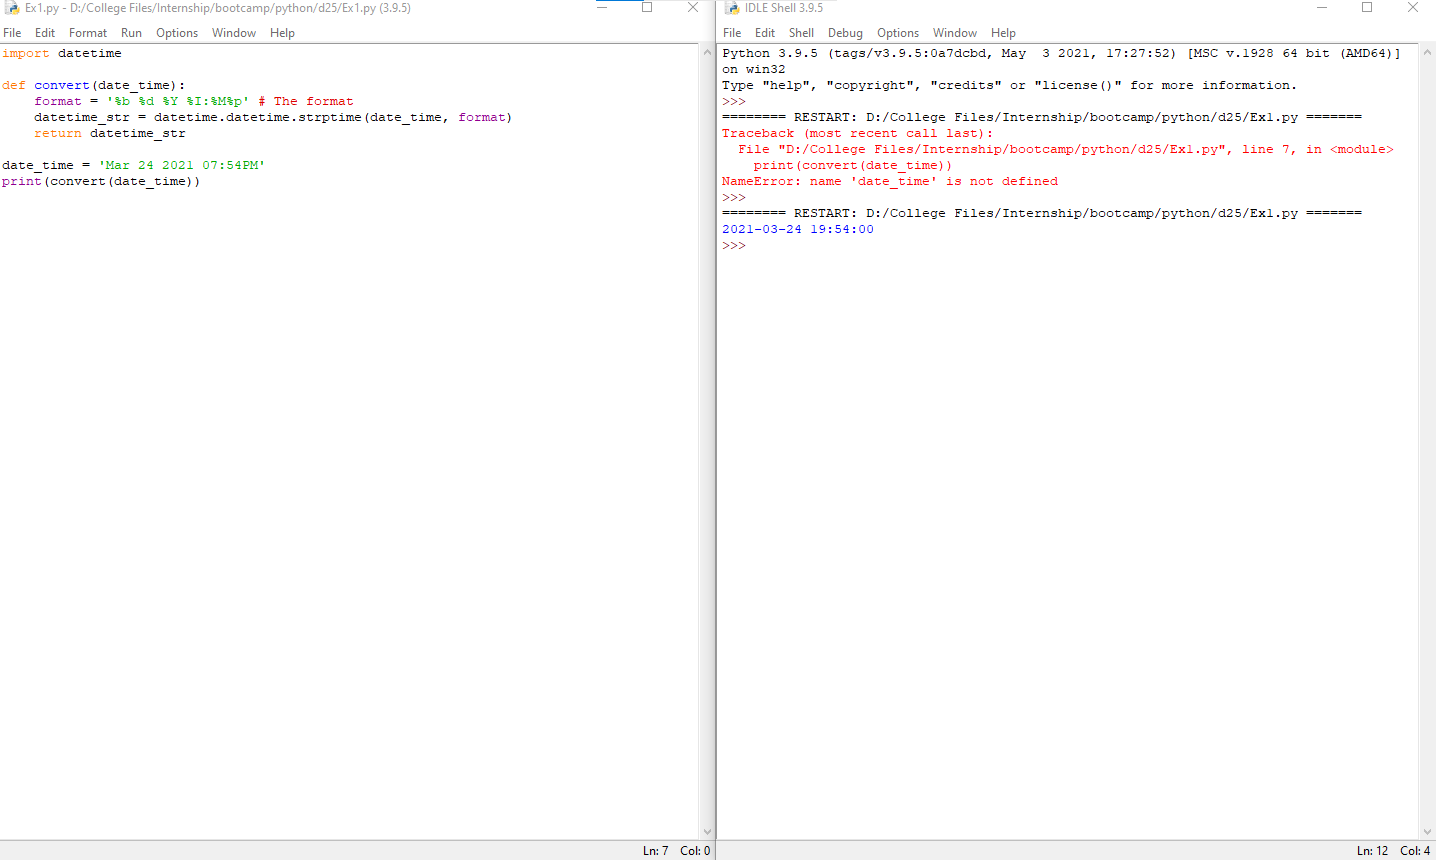 Ex1.py - D:/College Files/Internship/bootcamp/python/d25/Ex1.py (3.9.5)
File Edit Format Run Options Window Help
import datetime
def convert(date_time):
    format = '%b %d %Y %I:%M%p' # The format
    datetime_str = datetime.datetime.strptime(date_time, format)
    return datetime_str
date_time = 'Mar 24 2021 07:54PM'
print(convert(date_time))
Ln: 7 Col: 0
IDLE Shell 3.9.5
File Edit Shell Debug Options Window Help
Python 3.9.5 (tags/v3.9.5:0a7dcbd, May  3 2021, 17:27:52) [MSC v.1928 64 bit (AMD64)]
on win32
Type "help", "copyright", "credits" or "license()" for more information.
>>>
======== RESTART: D:/College Files/Internship/bootcamp/python/d25/Ex1.py =======
Traceback (most recent call last):
  File "D:/College Files/Internship/bootcamp/python/d25/Ex1.py", line 7, in <module>
    print(convert(date_time))
NameError: name 'date_time' is not defined
>>>
======== RESTART: D:/College Files/Internship/bootcamp/python/d25/Ex1.py =======
2021-03-24 19:54:00
>>>
Ln: 12 Col: 4